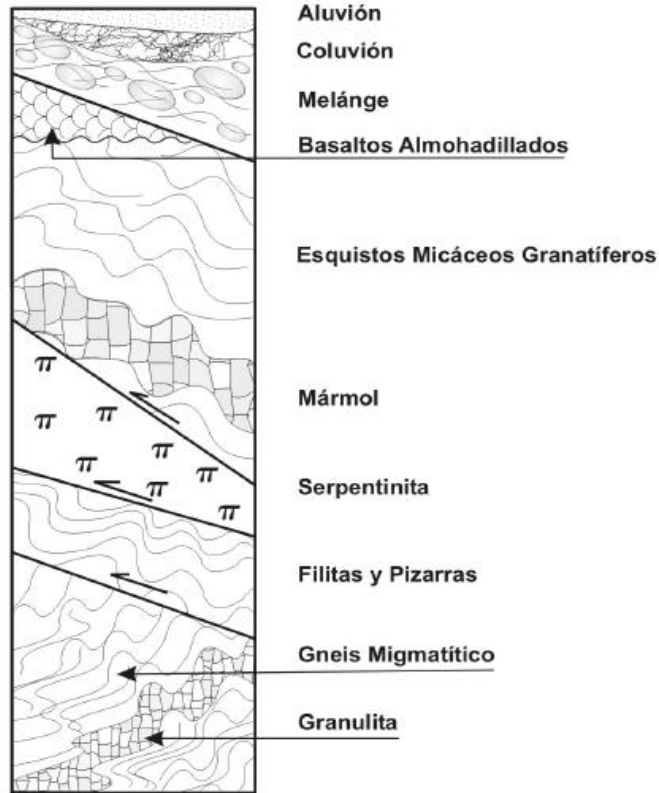 Aluvión
Coluvión
Melánge
Basaltos Almohadillados
Esquistos Micáceos Granatíferos
Mármol
π
π
π
π
π
π
π
π
π
Serpentinita
Filitas y Pizarras
Gneis Migmatítico
Granulita